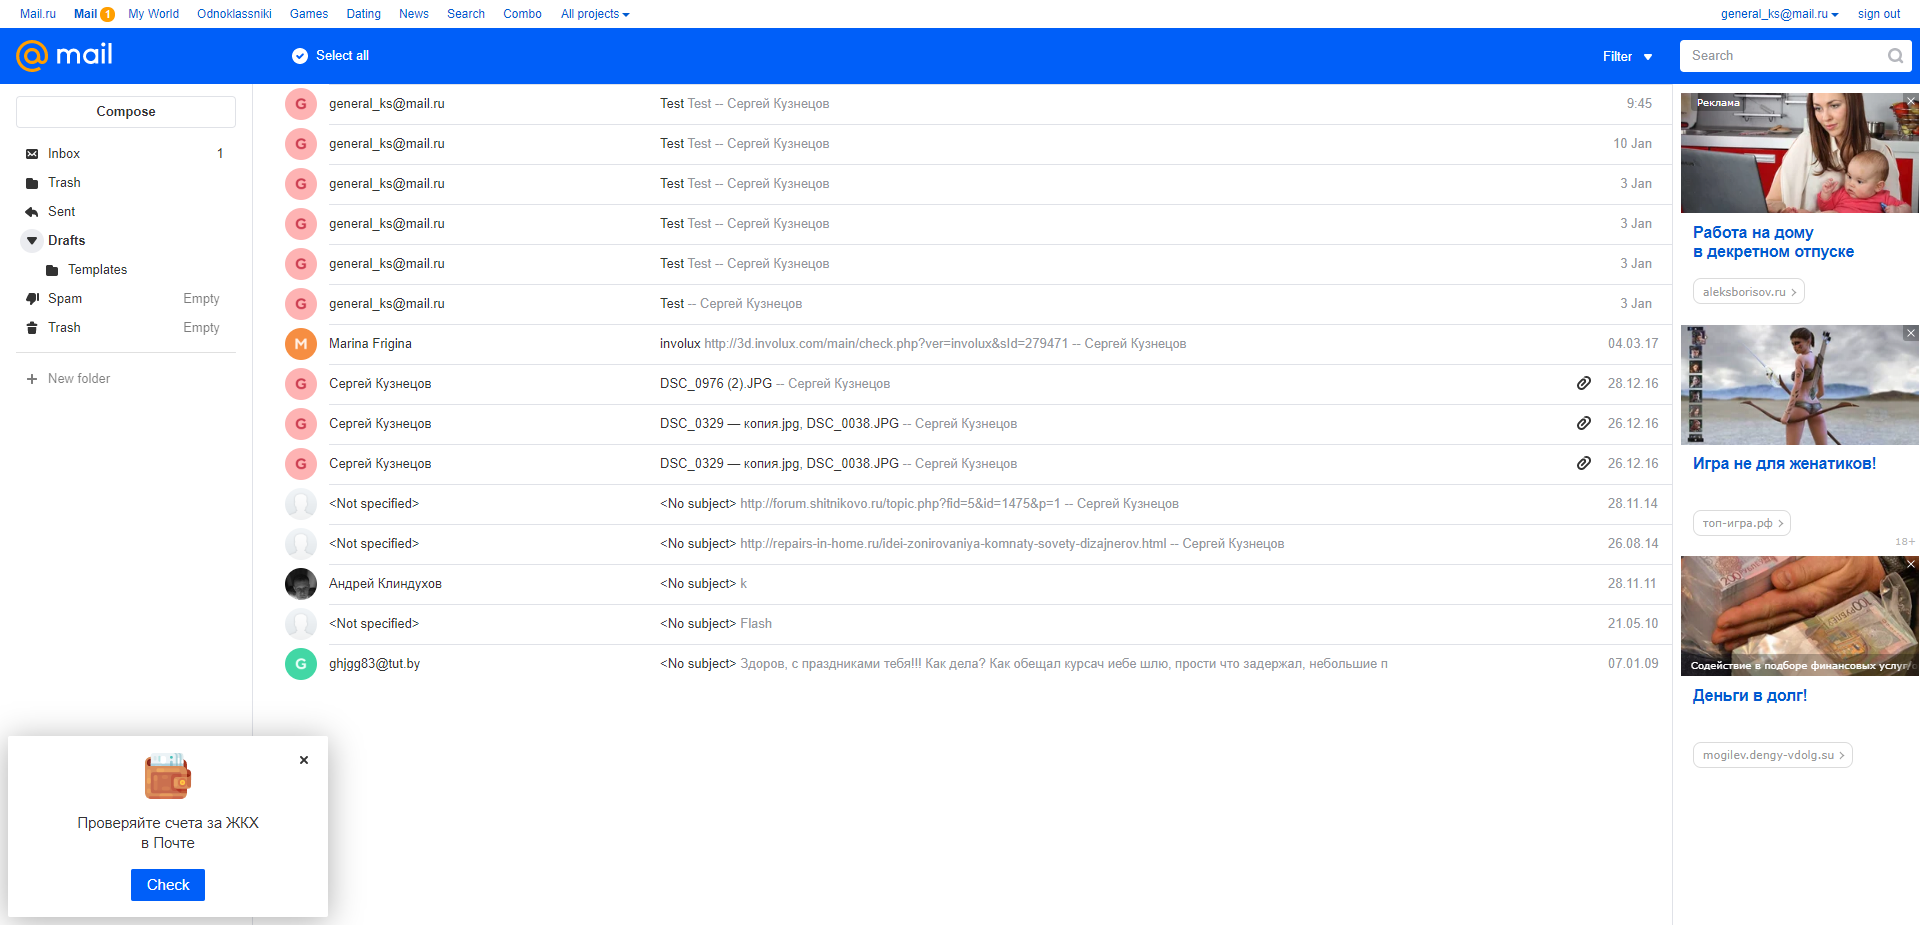 Mail.ru Mail 1 My World Odnoklassniki Games Dating News Search Combo All projects general_ks@mail.ru sign out
@mail Select all Filter Search
Compose
Inbox 1
Trash
Sent
Drafts
Templates
Spam Empty
Trash Empty
New folder
G general_ks@mail.ru Test Test -- Сергей Кузнецов 9:45
G general_ks@mail.ru Test Test -- Сергей Кузнецов 10 Jan
G general_ks@mail.ru Test Test -- Сергей Кузнецов 3 Jan
G general_ks@mail.ru Test Test -- Сергей Кузнецов 3 Jan
G general_ks@mail.ru Test Test -- Сергей Кузнецов 3 Jan
G general_ks@mail.ru Test -- Сергей Кузнецов 3 Jan
M Marina Frigina involux http://3d.involux.com/main/check.php?ver=involux&sId=279471 -- Сергей Кузнецов 04.03.17
G Сергей Кузнецов DSC_0976 (2).JPG -- Сергей Кузнецов 28.12.16
G Сергей Кузнецов DSC_0329 — копия.jpg, DSC_0038.JPG -- Сергей Кузнецов 26.12.16
G Сергей Кузнецов DSC_0329 — копия.jpg, DSC_0038.JPG -- Сергей Кузнецов 26.12.16
<Not specified> <No subject> http://forum.shitnikovo.ru/topic.php?fid=5&id=1475&p=1 -- Сергей Кузнецов 28.11.14
<Not specified> <No subject> http://repairs-in-home.ru/idei-zonirovaniya-komnaty-sovety-dizajnerov.html -- Сергей Кузнецов 26.08.14
Андрей Клиндухов <No subject> k 28.11.11
<Not specified> <No subject> Flash 21.05.10
G ghjgg83@tut.by <No subject> Здоров, с праздниками тебя!!! Как дела? Как обещал курсач иебе шлю, прости что задержал, небольшие п 07.01.09
Реклама
Работа на дому
в декретном отпуске
aleksborisov.ru
Игра не для женатиков!
топ-игра.рф
18+
Содействие в подборе финансовых услуг/о
Деньги в долг!
mogilev.dengy-vdolg.su
Проверяйте счета за ЖКХ
в Почте
Check